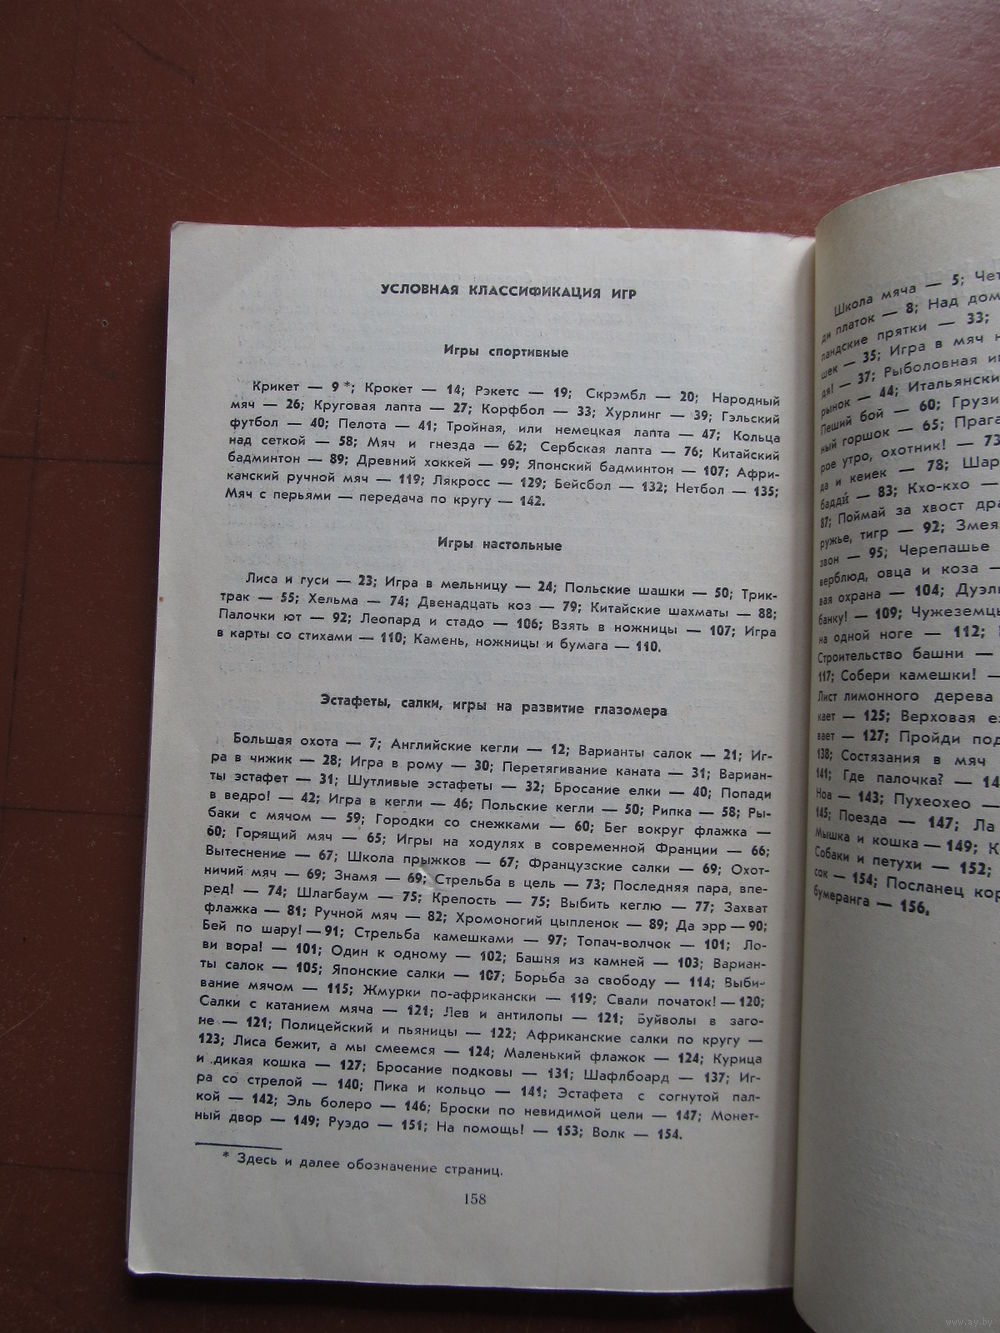 УСЛОВНАЯ КЛАССИФИКАЦИЯ ИГР
Игры спортивные
Крикет — 9 *; Крокет — 14; Рэкетс — 19; Скрэмбл — 20; Народный
мяч — 26; Круговая лапта — 27; Корфбол — 33; Хурлинг — 39; Гэльский
футбол — 40; Пелота — 41; Тройная, или немецкая лапта — 47; Кольца
над сеткой — 58; Мяч и гнезда — 62; Сербская лапта — 76; Китайский
бадминтон — 89; Древний хоккей — 99; Японский бадминтон — 107; Афри-
канский ручной мяч — 119; Лякросс — 129; Бейсбол — 132; Нетбол — 135;
Мяч с перьями — передача по кругу — 142.
Игры настольные
Лиса и гуси — 23; Игра в мельницу — 24; Польские шашки — 50; Трик-
трак — 55; Хельма — 74; Двенадцать коз — 79; Китайские шахматы — 88;
Палочки ют — 92; Леопард и стадо — 106; Взять в ножницы — 107; Игра
в карты со стихами — 110; Камень, ножницы и бумага — 110.
Эстафеты, салки, игры на развитие глазомера
Большая охота — 7; Английские кегли — 12; Варианты салок — 21; Иг-
ра в чижик — 28; Игра в рому — 30; Перетягивание каната — 31; Вариан-
ты эстафет — 31; Шутливые эстафеты — 32; Бросание елки — 40; Попади
в ведро! — 42; Игра в кегли — 46; Польские кегли — 50; Рипка — 58; Ры-
баки с мячом — 59; Городки со снежками — 60; Бег вокруг флажка —
60; Горящий мяч — 65; Игры на ходулях в современной Франции — 66;
Вытеснение — 67; Школа прыжков — 67; Французские салки — 69; Охот-
ничий мяч — 69; Знамя — 69; Стрельба в цель — 73; Последняя пара, впе-
ред! — 74; Шлагбаум — 75; Крепость — 75; Выбить кеглю — 77; Захват
флажка — 81; Ручной мяч — 82; Хромоногий цыпленок — 89; Да эрр — 90;
Бей по шару! — 91; Стрельба камешками — 97; Топач-волчок — 101; Ло-
ви вора! — 101; Один к одному — 102; Башня из камней — 103; Вариан-
ты салок — 105; Японские салки — 107; Борьба за свободу — 114; Выби-
вание мячом — 115; Жмурки по-африкански — 119; Свали початок! — 120;
Салки с катанием мяча — 121; Лев и антилопы — 121; Буйволы в заго-
не — 121; Полицейский и пьяницы — 122; Африканские салки по кругу —
123; Лиса бежит, а мы смеемся — 124; Маленький флажок — 124; Курица
и дикая кошка — 127; Бросание подковы — 131; Шафлбоард — 137; Иг-
ра со стрелой — 140; Пика и кольцо — 141; Эстафета с согнутой пал-
кой — 142; Эль болеро — 146; Броски по невидимой цели — 147; Монет-
ный двор — 149; Руэдо — 151; На помощь! — 153; Волк — 154.
* Здесь и далее обозначение страниц.
158
Школа мяча — 5; Чет
ди платок — 8; Над дом
ландские прятки — 33;
шек — 35; Игра в мяч н
дя! — 37; Рыболовная иг
рынок — 44; Итальянски
Пеший бой — 60; Грузи
ный горшок — 65; Прага
рое утро, охотник! — 73
да и кеиек — 78; Шар
бадди — 83; Кхо-кхо —
87; Поймай за хвост дра
ружье, тигр — 92; Змея
звон — 95; Черепашье
верблюд, овца и коза —
вая охрана — 104; Дуэль
банку! — 109; Чужеземцы
на одной ноге — 112;
Строительство башни —
117; Собери камешки! —
Лист лимонного дерева
кает — 125; Верховая ез
вает — 127; Пройди под
138; Состязания в мяч
141; Где палочка? — 14
Ноа — 143; Пухеохео —
145; Поезда — 147; Ла
Мышка и кошка — 149; К
Собаки и петухи — 152;
сок — 154; Посланец кор
бумеранга — 156.
www.ay.by